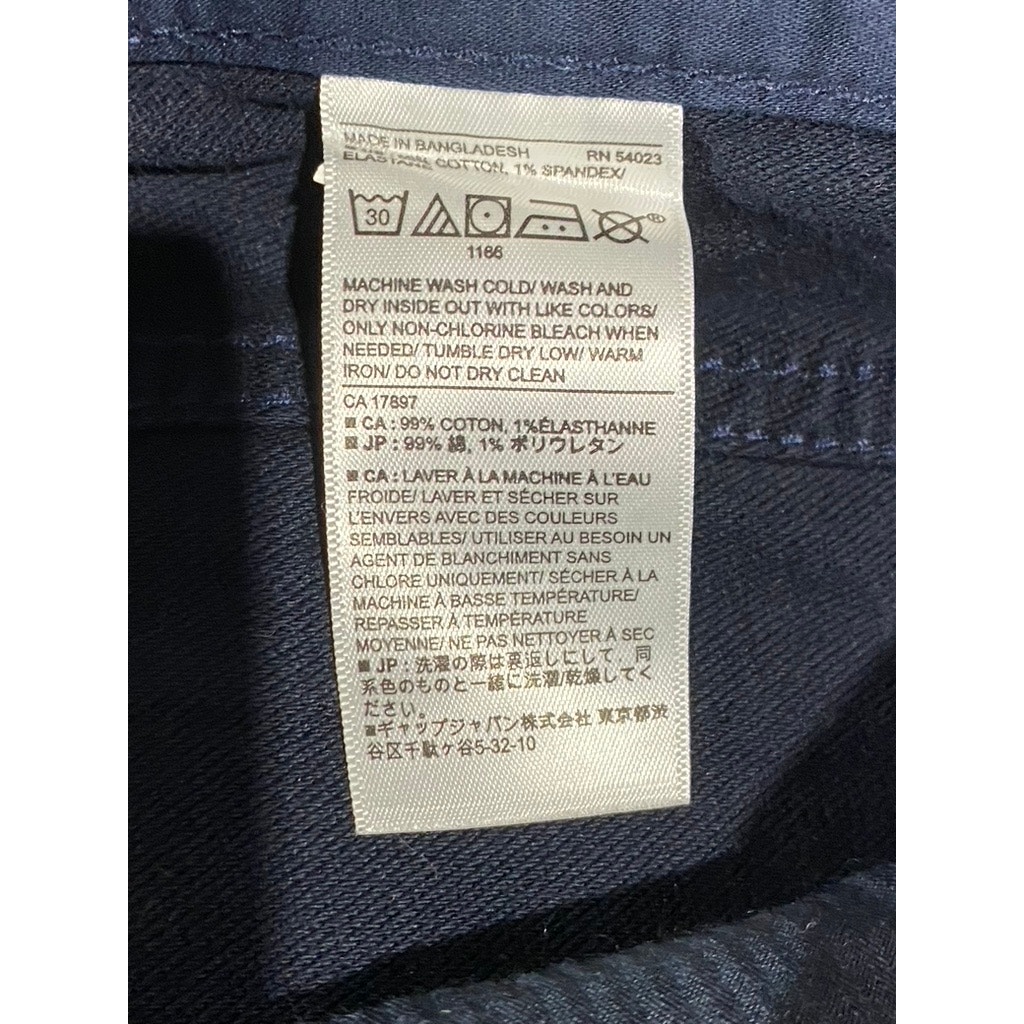 MADE IN BANGLADESH RN 54023
COTTON, 1% SPANDEX/
30
1166
MACHINE WASH COLD/ WASH AND
DRY INSIDE OUT WITH LIKE COLORS/
ONLY NON-CHLORINE BLEACH WHEN
NEEDED/ TUMBLE DRY LOW/ WARM
IRON/ DO NOT DRY CLEAN
CA 17897
■ CA : 99% COTON, 1%ÉLASTHANNE
■ JP : 99% 綿, 1% ポリウレタン
■ CA : LAVER À LA MACHINE À L'EAU
FROIDE/ LAVER ET SÉCHER SUR
L'ENVERS AVEC DES COULEURS
SEMBLABLES/ UTILISER AU BESOIN UN
AGENT DE BLANCHIMENT SANS
CHLORE UNIQUEMENT/ SÉCHER À LA
MACHINE À BASSE TEMPÉRATURE/
REPASSER À TEMPÉRATURE
MOYENNE/ NE PAS NETTOYER À SEC
■ JP : 洗濯の際は裏返しにして、同
系色のものと一緒に洗濯/乾燥してく
ださい。
■ギャップジャパン株式会社 東京都渋
谷区千駄ケ谷5-32-10